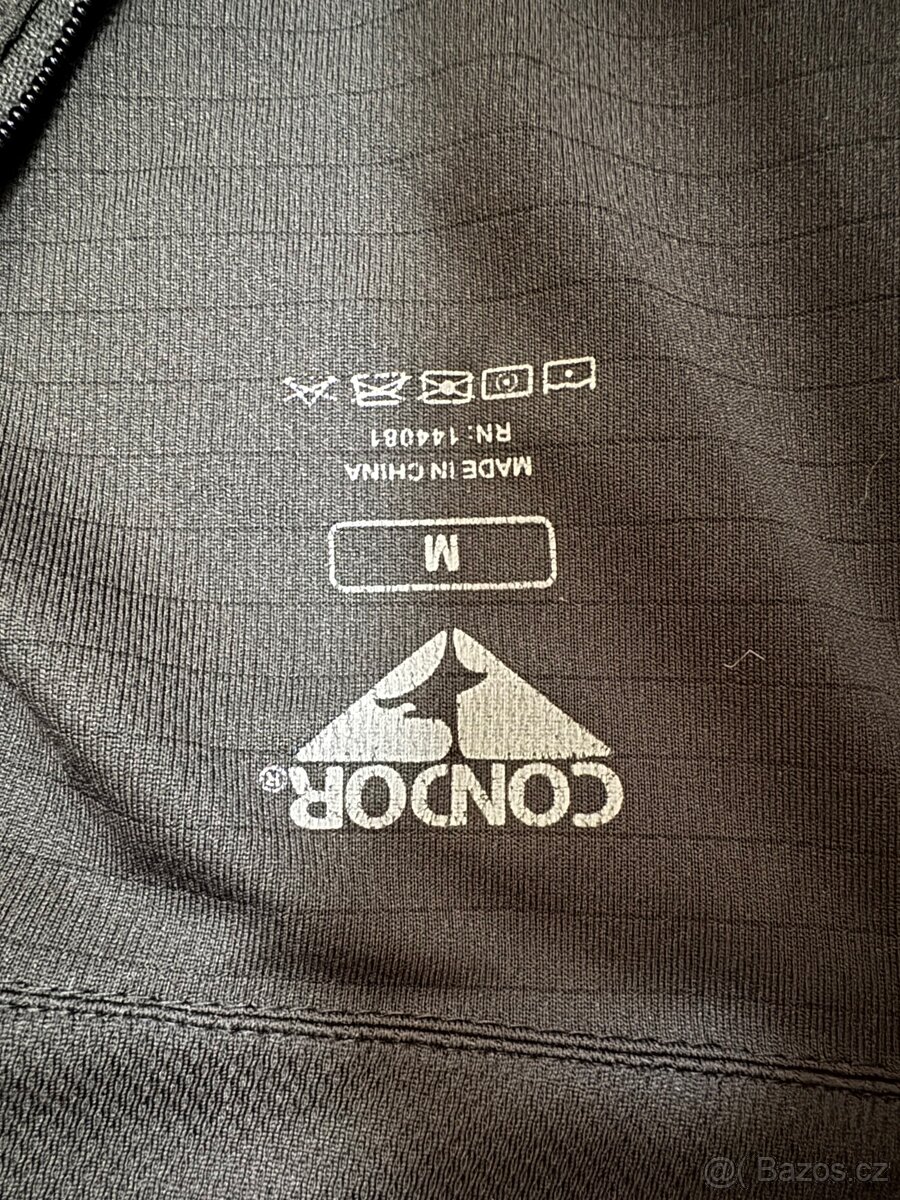 CONDOR®
M
MADE IN CHINA
RN: 144081
@( Bazos.cz